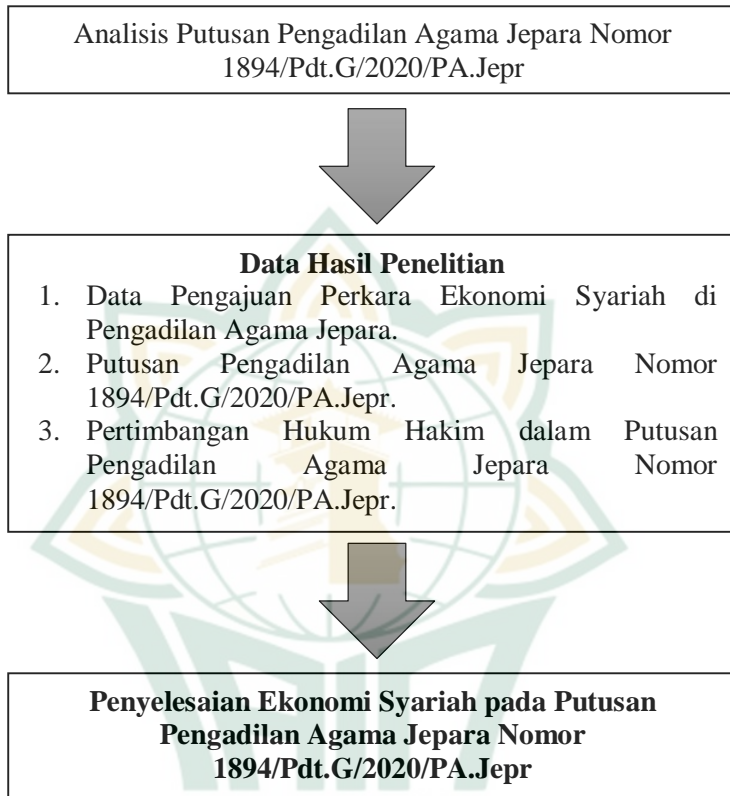 Analisis Putusan Pengadilan Agama Jepara Nomor
1894/Pdt.G/2020/PA.Jepr
Data Hasil Penelitian
1. Data Pengajuan Perkara Ekonomi Syariah di
Pengadilan Agama Jepara.
2. Putusan Pengadilan Agama Jepara Nomor
1894/Pdt.G/2020/PA.Jepr.
3. Pertimbangan Hukum Hakim dalam Putusan
Pengadilan Agama Jepara Nomor
1894/Pdt.G/2020/PA.Jepr.
Penyelesaian Ekonomi Syariah pada Putusan
Pengadilan Agama Jepara Nomor
1894/Pdt.G/2020/PA.Jepr